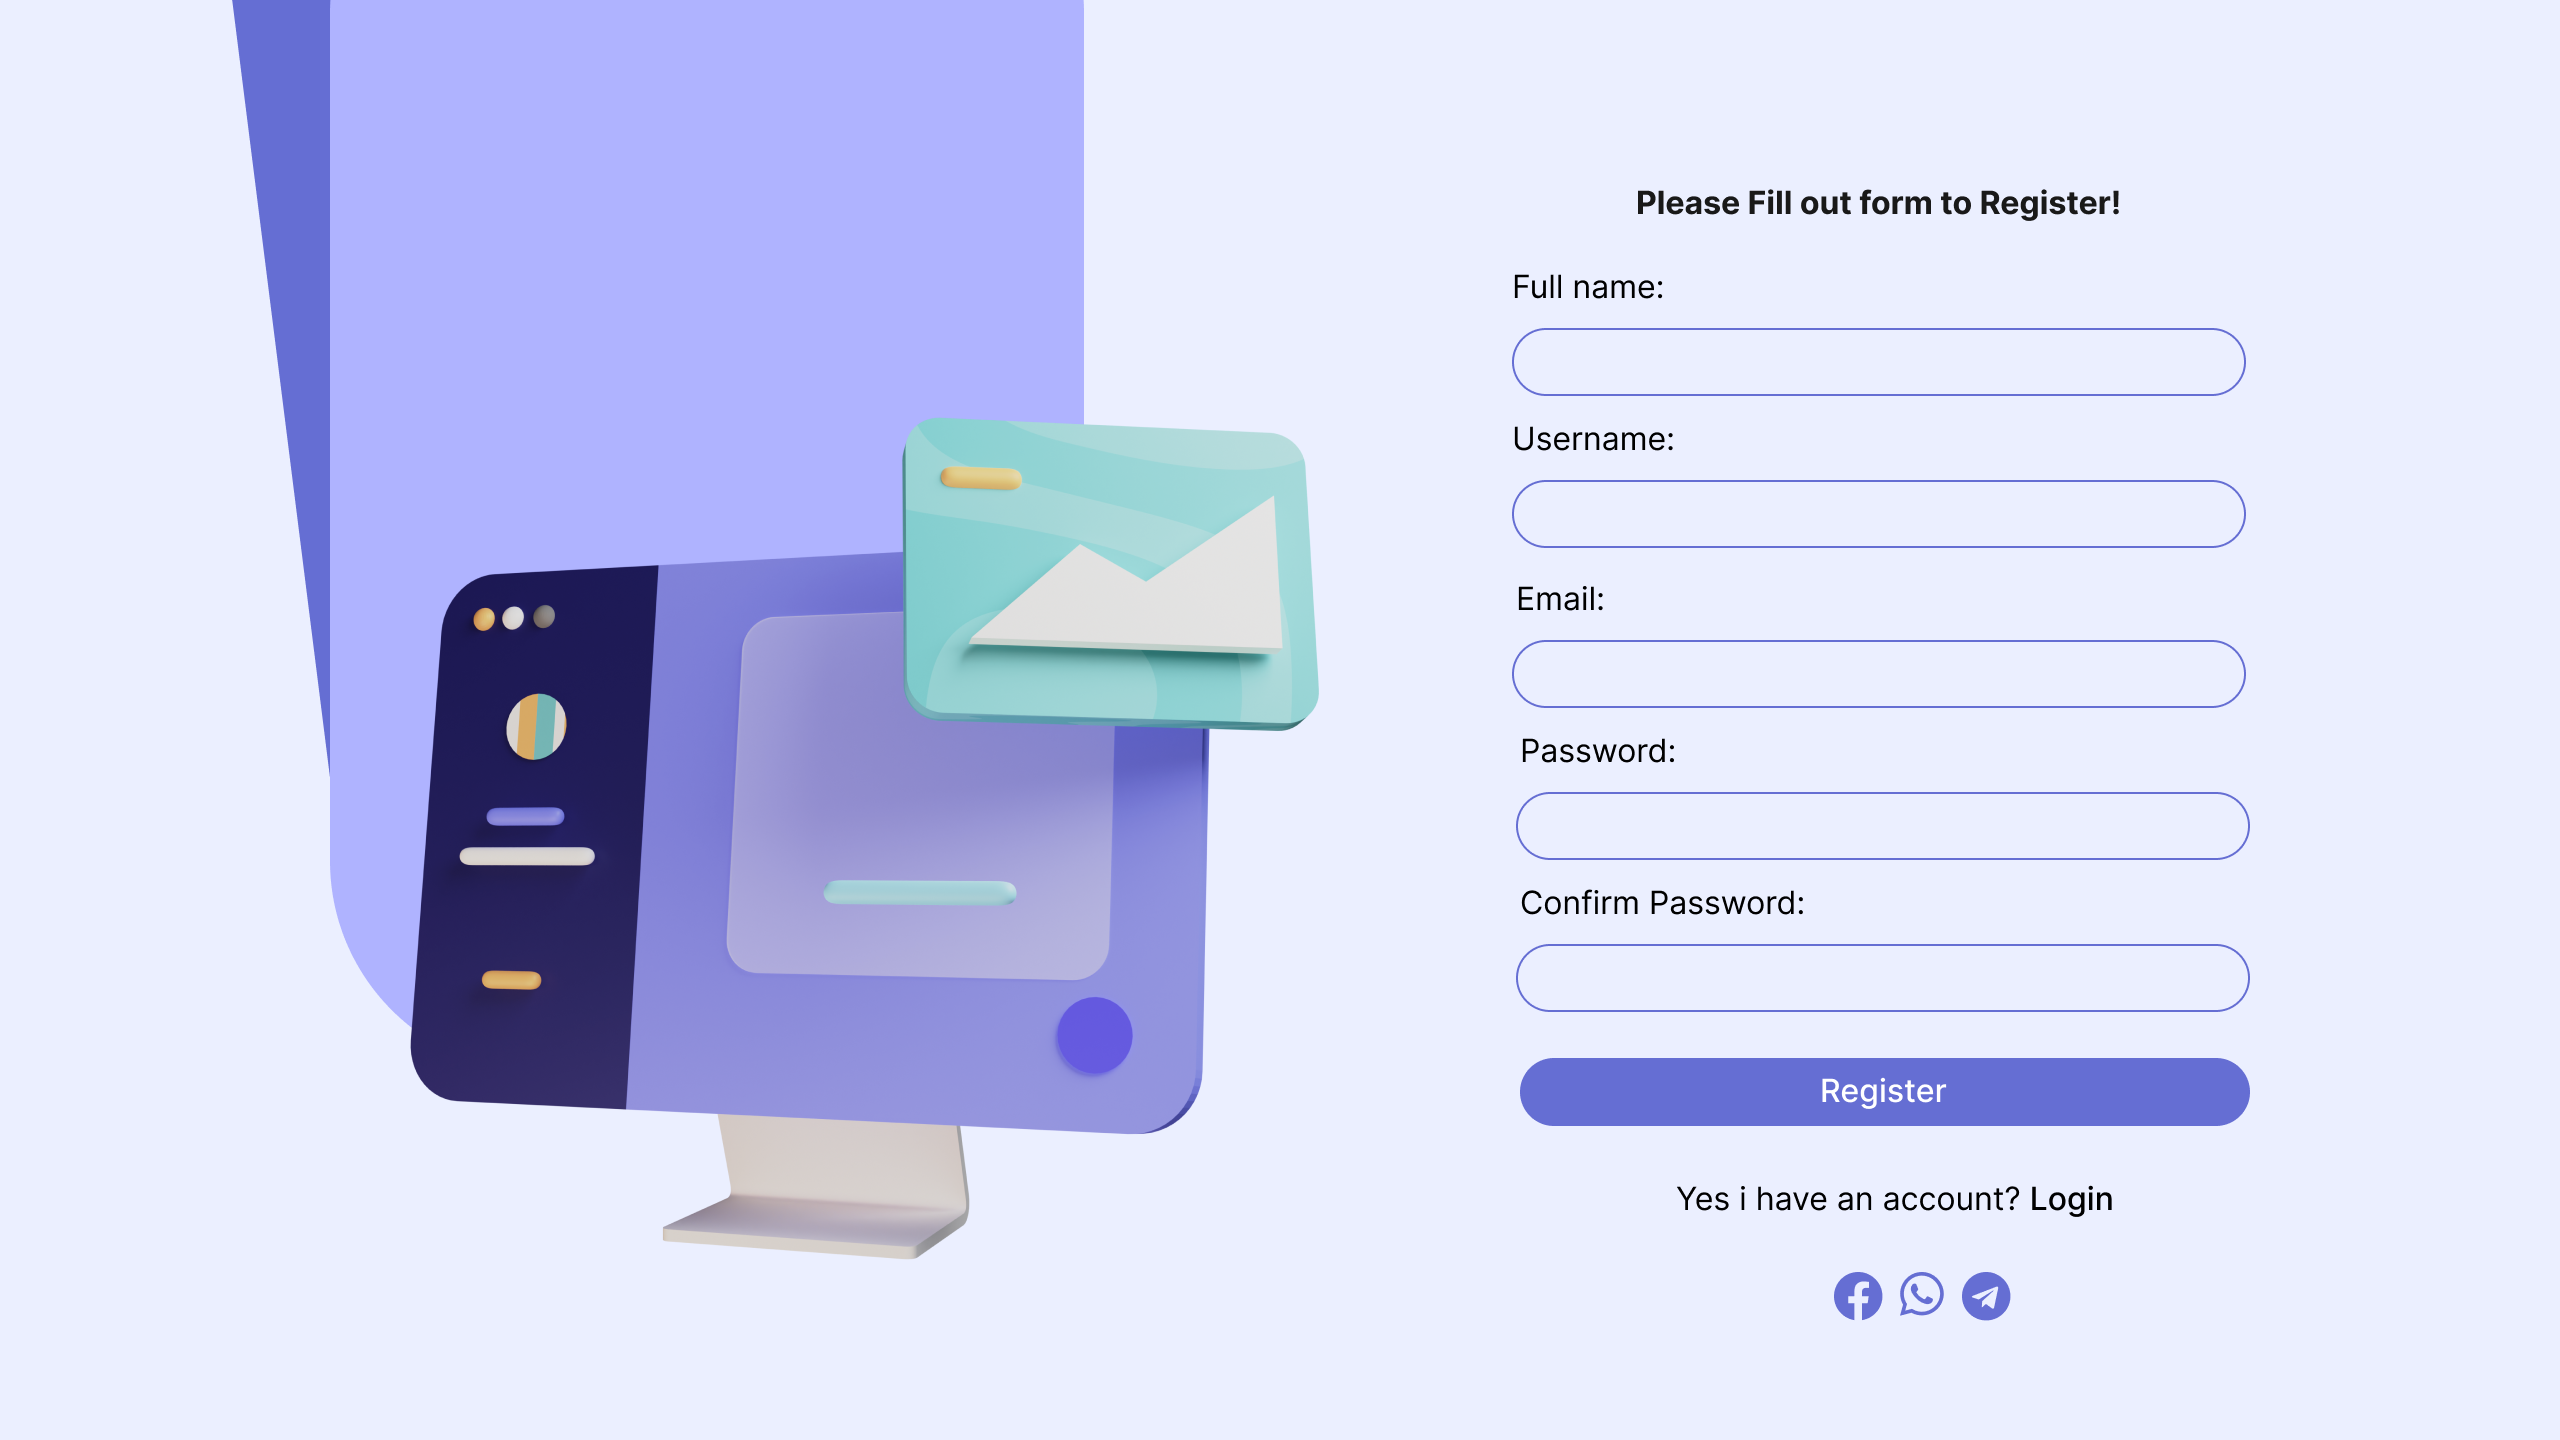 Please Fill out form to Register!
Full name:
Username:
Email:
Password:
Confirm Password:
Register
Yes i have an account? Login